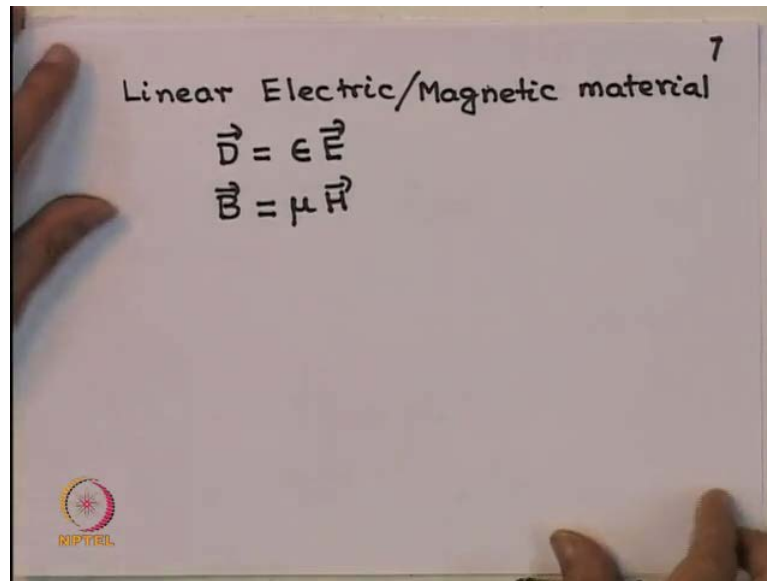 7
Linear Electric/Magnetic material
D⃗ = ϵ E⃗
B⃗ = μ H⃗
NPTEL